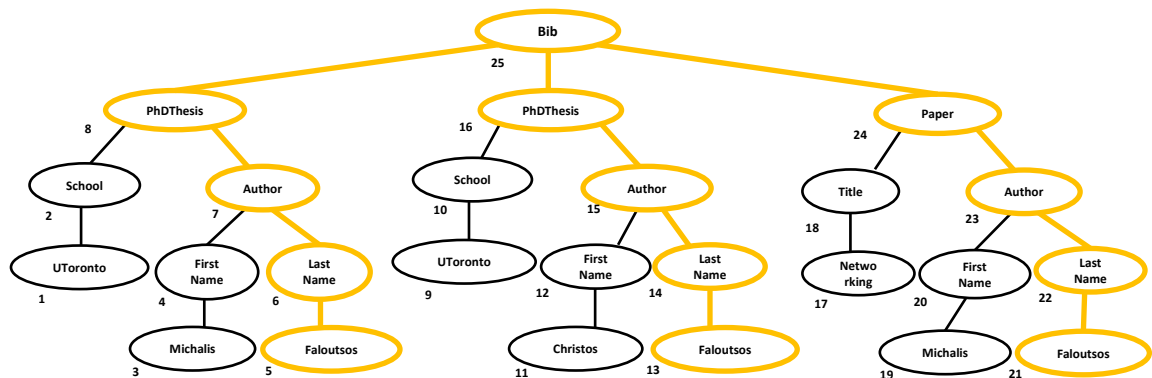 Bib
25
PhDThesis
PhDThesis
Paper
8
16
24
School
Author
School
Author
Title
Author
2
7
10
15
18
23
UToronto
First
Name
Last
Name
UToronto
First
Name
Last
Name
Netwo
rking
First
Name
Last
Name
1
4
6
9
12
14
17
20
22
Michalis
Faloutsos
Christos
Faloutsos
Michalis
Faloutsos
3
5
11
13
19
21